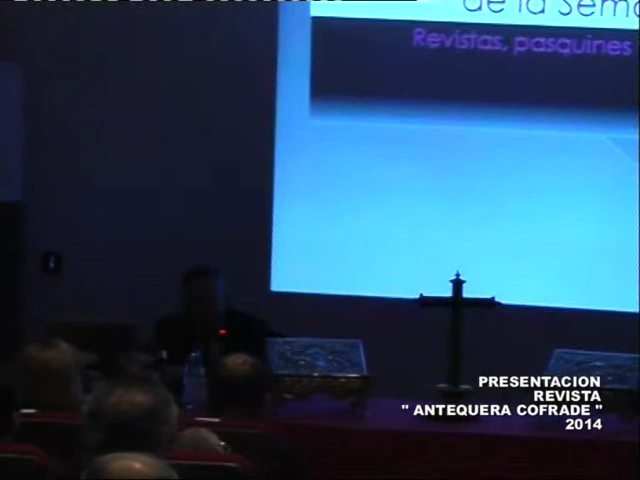 de la Sema
Revistas, pasquines
PRESENTACION
REVISTA
" ANTEQUERA COFRADE "
2014